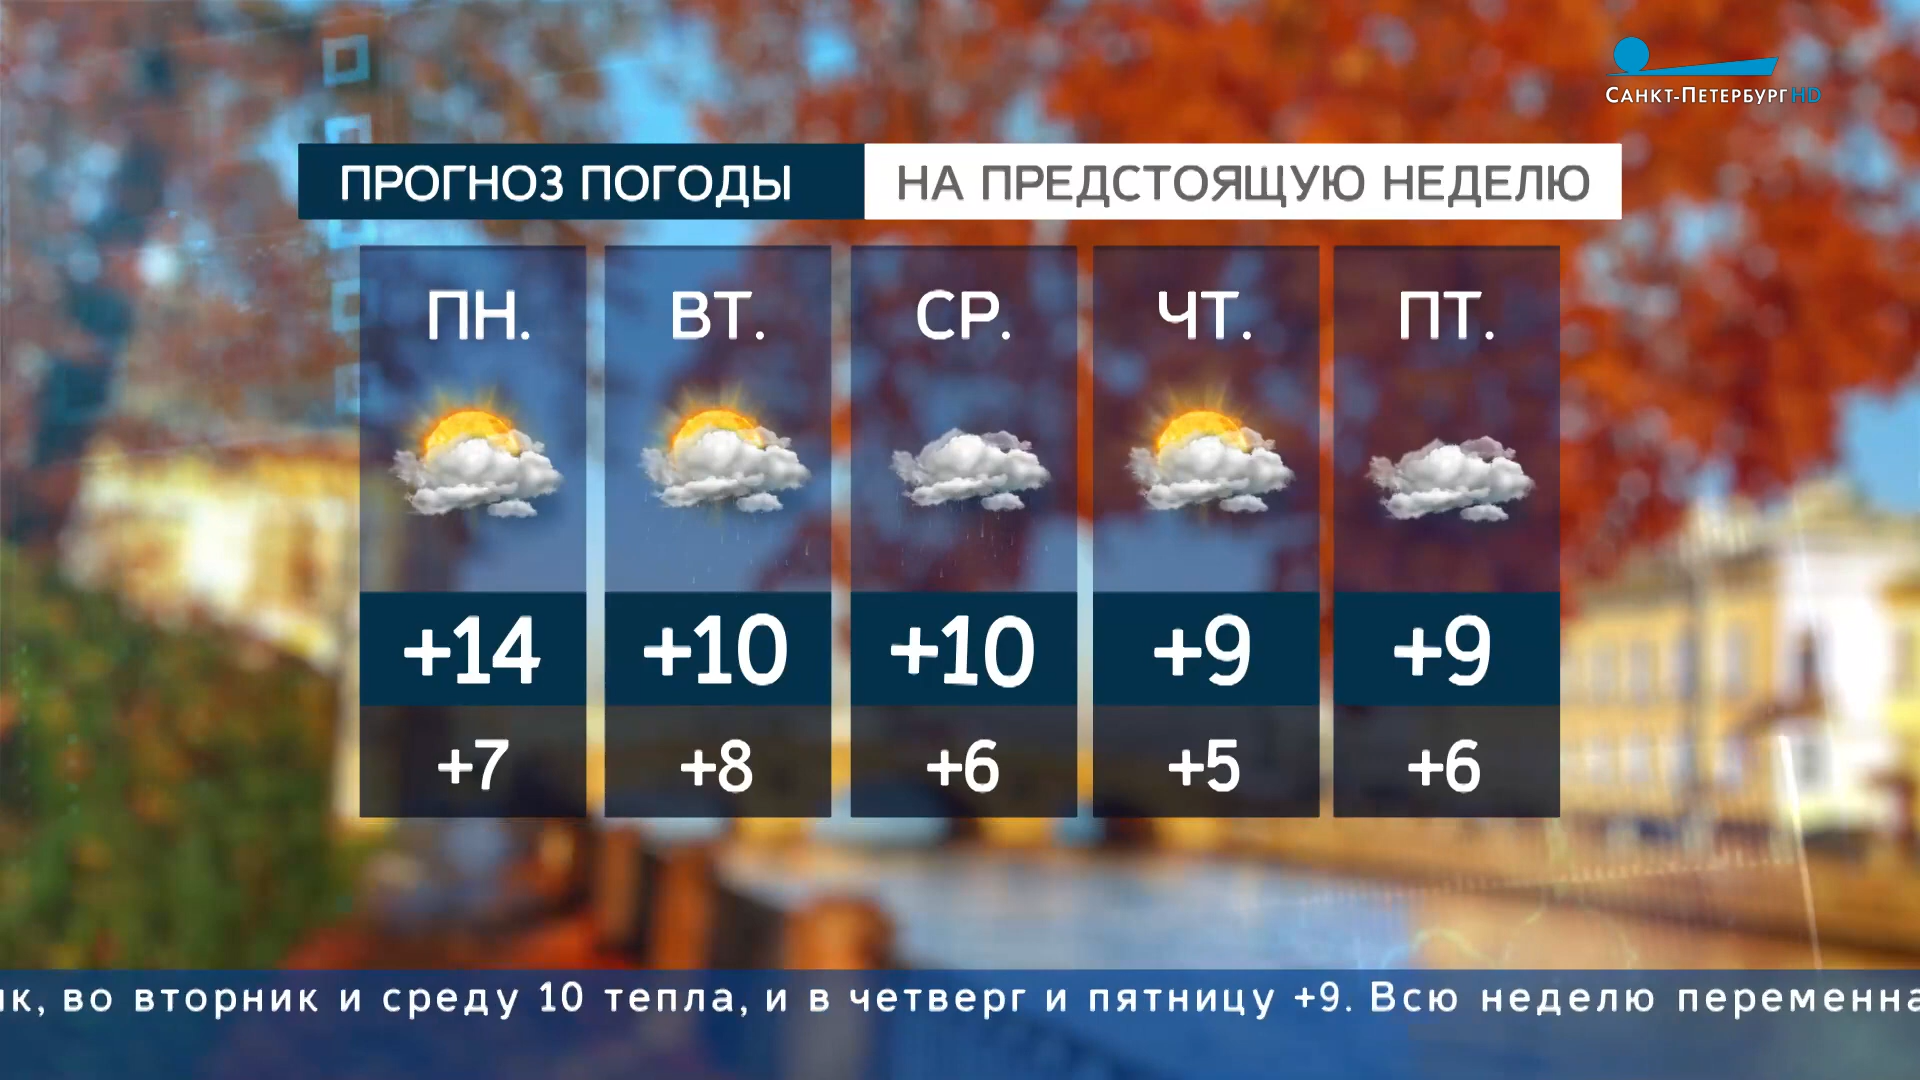 САНКТ-ПЕТЕРБУРГ HD
ПРОГНОЗ ПОГОДЫ НА ПРЕДСТОЯЩУЮ НЕДЕЛЮ
ПН. ВТ. СР. ЧТ. ПТ.
+14 +10 +10 +9 +9
+7 +8 +6 +5 +6
во вторник и среду 10 тепла, и в четверг и пятницу +9. Всю неделю переменна